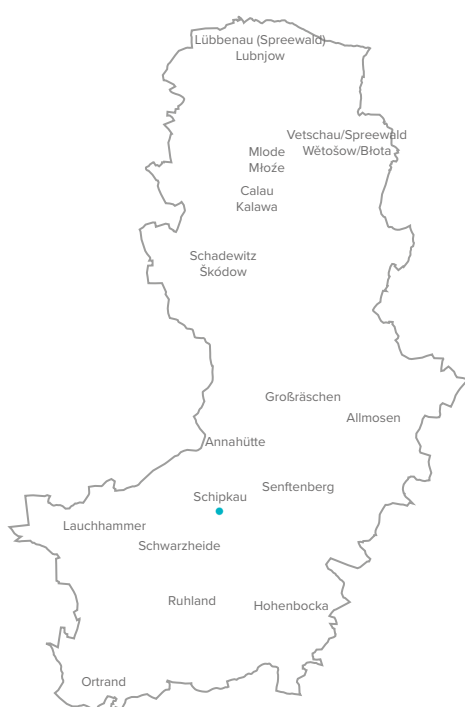 Lübbenau (Spreewald)
Lubnjow
Vetschau/Spreewald
Wětošow/Błota
Mlode
Młoźe
Calau
Kalawa
Schadewitz
Škódow
Großräschen
Allmosen
Annahütte
Senftenberg
Schipkau
Lauchhammer
Schwarzheide
Ruhland
Hohenbocka
Ortrand